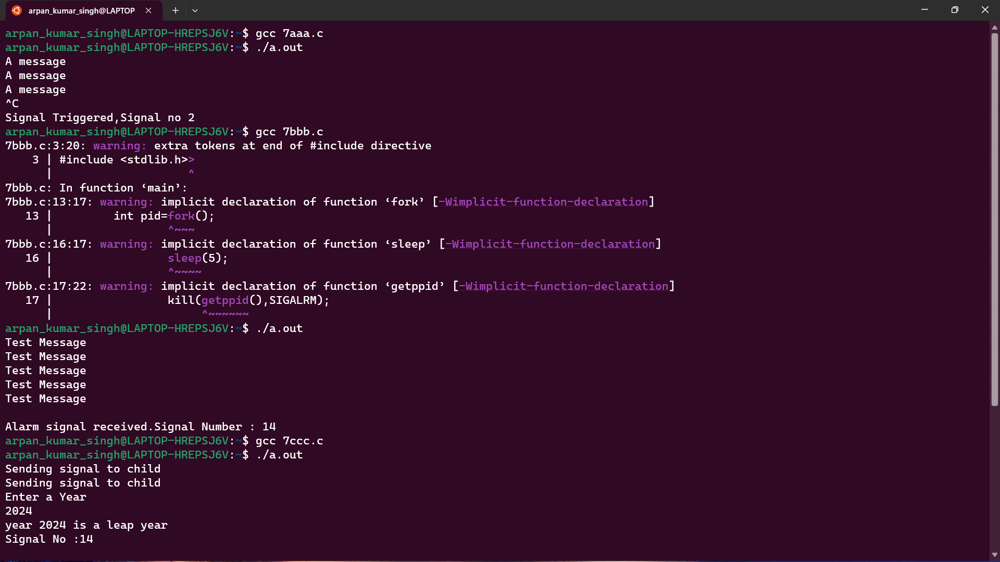 arpan_kumar_singh@LAPTOP
arpan_kumar_singh@LAPTOP-HREPSJ6V:~$ gcc 7aaa.c
arpan_kumar_singh@LAPTOP-HREPSJ6V:~$ ./a.out
A message
A message
A message
^C
Signal Triggered,Signal no 2
arpan_kumar_singh@LAPTOP-HREPSJ6V:~$ gcc 7bbb.c
7bbb.c:3:20: warning: extra tokens at end of #include directive
    3 | #include <stdlib.h>>
      |                    ^
7bbb.c: In function ‘main’:
7bbb.c:13:17: warning: implicit declaration of function ‘fork’ [-Wimplicit-function-declaration]
   13 |         int pid=fork();
      |                 ^~~~
7bbb.c:16:17: warning: implicit declaration of function ‘sleep’ [-Wimplicit-function-declaration]
   16 |                 sleep(5);
      |                 ^~~~~
7bbb.c:17:22: warning: implicit declaration of function ‘getppid’ [-Wimplicit-function-declaration]
   17 |                 kill(getppid(),SIGALRM);
      |                      ^~~~~~~
arpan_kumar_singh@LAPTOP-HREPSJ6V:~$ ./a.out
Test Message
Test Message
Test Message
Test Message
Test Message

Alarm signal received.Signal Number : 14
arpan_kumar_singh@LAPTOP-HREPSJ6V:~$ gcc 7ccc.c
arpan_kumar_singh@LAPTOP-HREPSJ6V:~$ ./a.out
Sending signal to child
Sending signal to child
Enter a Year
2024
year 2024 is a leap year
Signal No :14